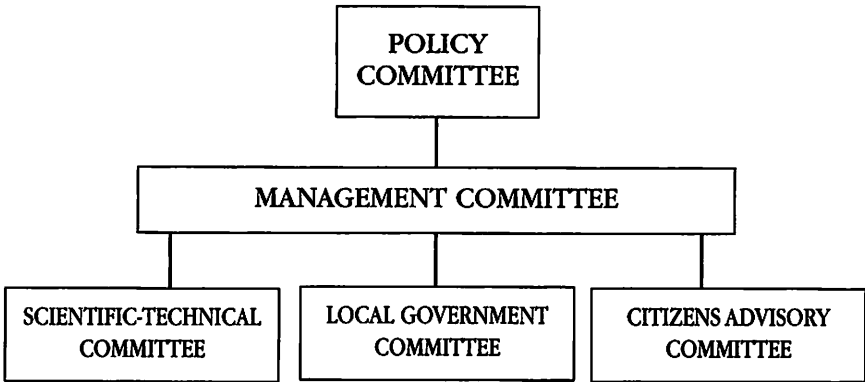 POLICY
COMMITTEE
MANAGEMENT COMMITTEE
SCIENTIFIC-TECHNICAL
COMMITTEE
LOCAL GOVERNMENT
COMMITTEE
CITIZENS ADVISORY
COMMITTEE